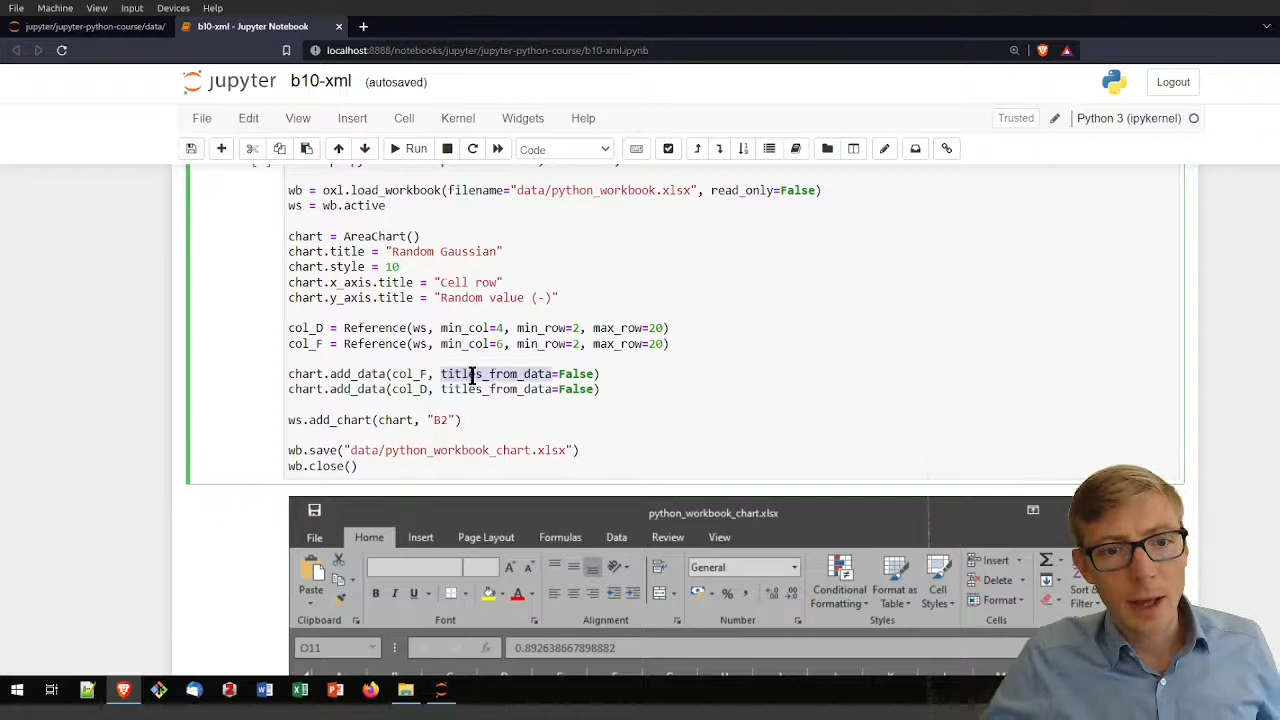 File Machine View Input Devices Help
jupyter/jupyter-python-course/data/ b10-xml - Jupyter Notebook
localhost:8888/notebooks/jupyter/jupyter-python-course/b10-xml.ipynb
jupyter b10-xml (autosaved) Logout
File Edit View Insert Cell Kernel Widgets Help Trusted Python 3 (ipykernel)
Run Code
wb = oxl.load_workbook(filename="data/python_workbook.xlsx", read_only=False)
ws = wb.active
chart = AreaChart()
chart.title = "Random Gaussian"
chart.style = 10
chart.x_axis.title = "Cell row"
chart.y_axis.title = "Random value (-)"
col_D = Reference(ws, min_col=4, min_row=2, max_row=20)
col_F = Reference(ws, min_col=6, min_row=2, max_row=20)
chart.add_data(col_F, titles_from_data=False)
chart.add_data(col_D, titles_from_data=False)
ws.add_chart(chart, "B2")
wb.save("data/python_workbook_chart.xlsx")
wb.close()
python_workbook_chart.xlsx
File Home Insert Page Layout Formulas Data Review View
General Insert
Paste B I U Conditional Format as Cell Delete
Formatting Table Styles Format Filter
Clipboard Font Alignment Number Styles Cells
O11 0.892638667898882